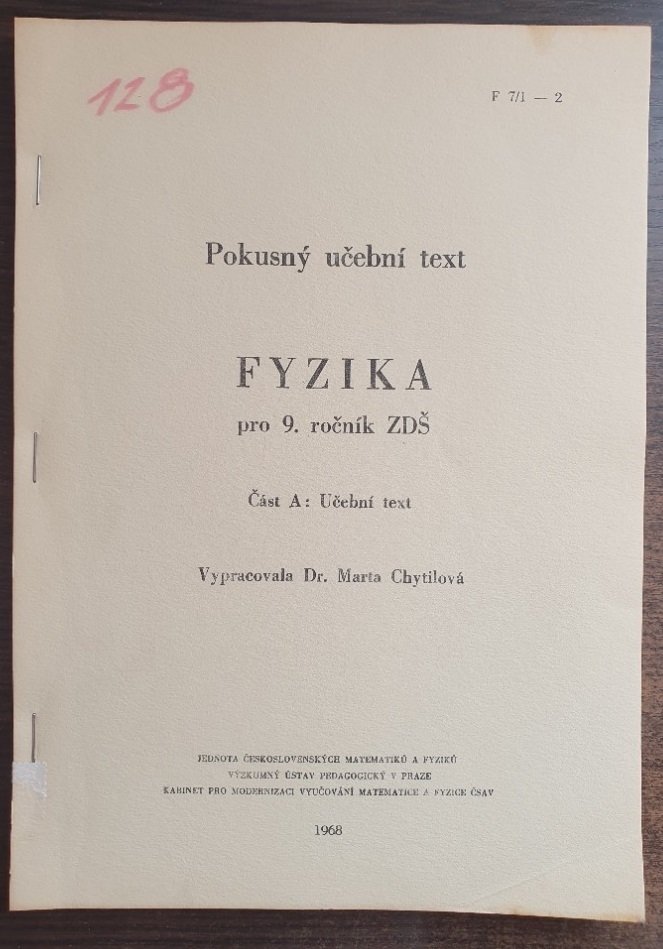 128
F 7/1 — 2
Pokusný učební text
FYZIKA
pro 9. ročník ZDŠ
Část A: Učební text
Vypracovala Dr. Marta Chytilová
JEDNOTA ČESKOSLOVENSKÝCH MATEMATIKŮ A FYZIKŮ
VÝZKUMNÝ ÚSTAV PEDAGOGICKÝ V PRAZE
KABINET PRO MODERNIZACI VYUČOVÁNÍ MATEMATICE A FYZICE ČSAV
1968